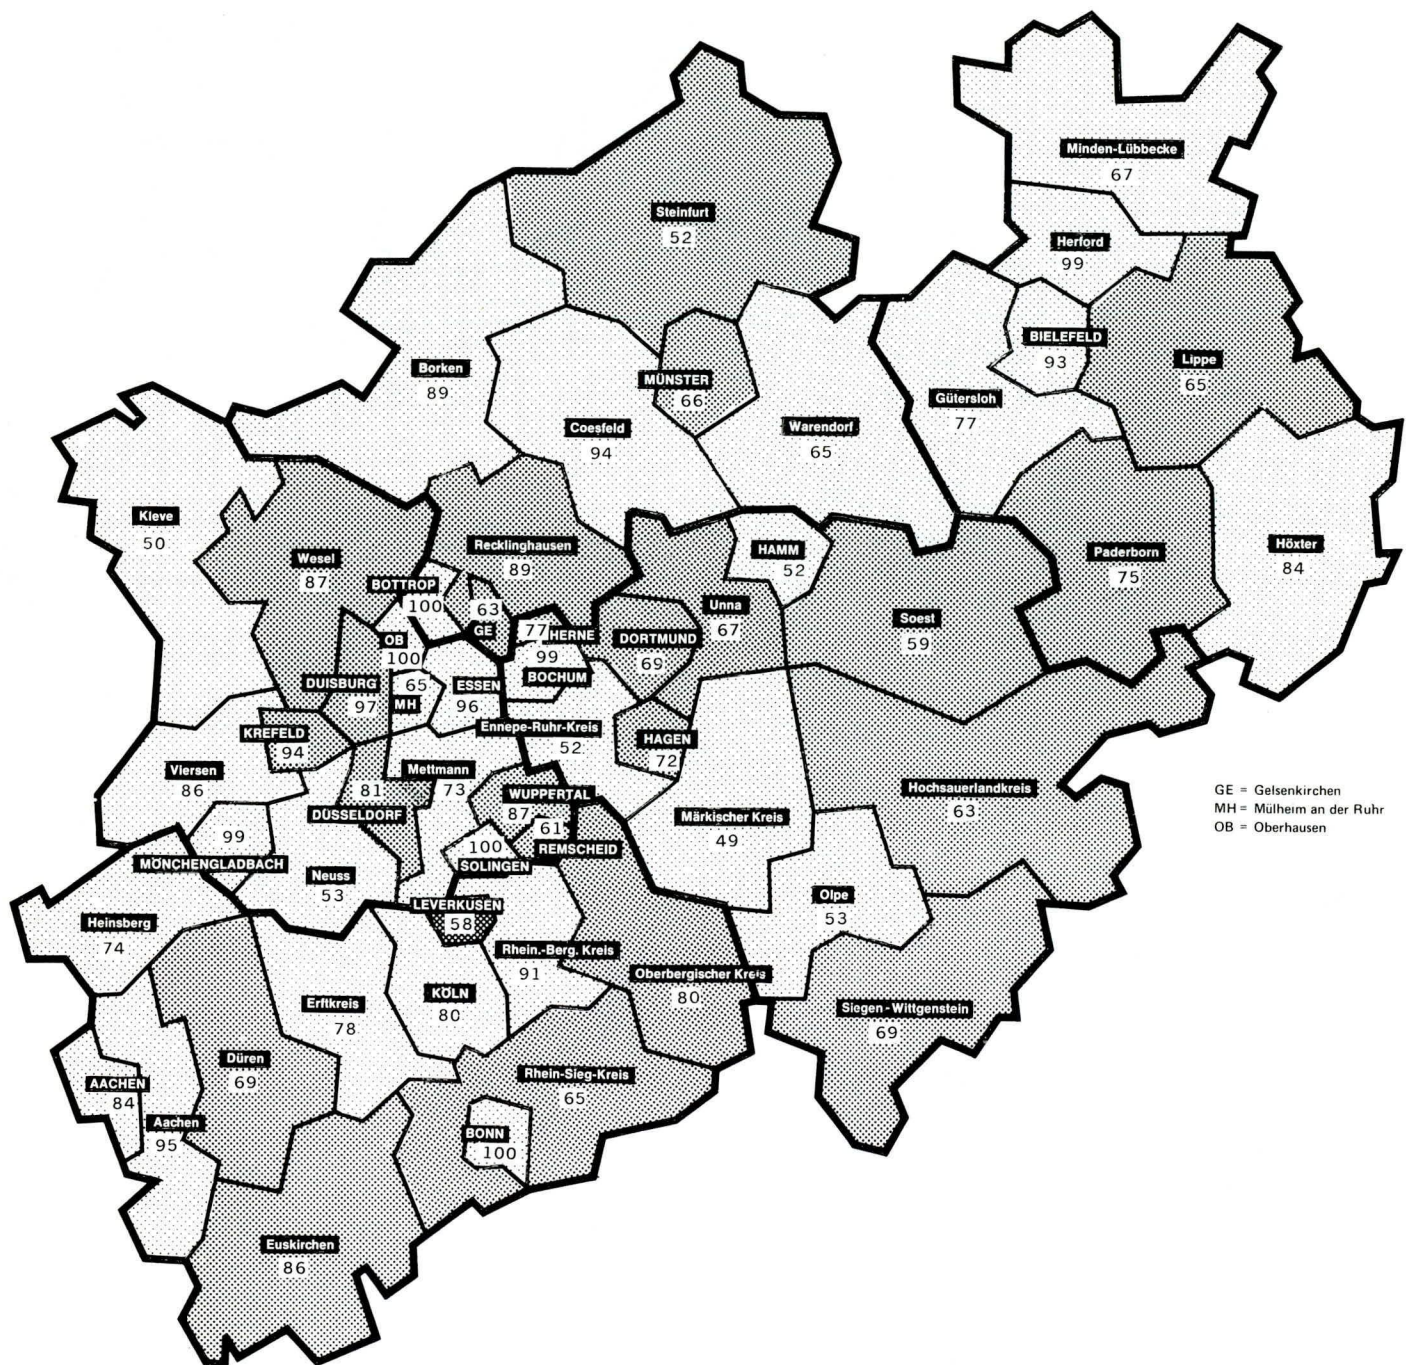 Minden-Lübbecke
67
Steinfurt
52
Herford
99
BIELEFELD
93
Lippe
65
Borken
89
MÜNSTER
66
Gütersloh
77
Coesfeld
94
Warendorf
65
Kleve
50
Wesel
87
Recklinghausen
89
HAMM
52
Paderborn
75
Höxter
84
BOTTROP
100
63
GE
Unna
67
Soest
59
OB
100
77
HERNE
99
BOCHUM
DORTMUND
69
DUISBURG
97
65
MH
ESSEN
96
KREFELD
94
Ennepe-Ruhr-Kreis
52
HAGEN
72
Viersen
86
Mettmann
73
81
DÜSSELDORF
WUPPERTAL
87
61
REMSCHEID
Hochsauerlandkreis
63
Märkischer Kreis
49
GE = Gelsenkirchen
MH = Mülheim an der Ruhr
OB = Oberhausen
99
MÖNCHENGLADBACH
100
SOLINGEN
Neuss
53
LEVERKUSEN
58
Olpe
53
Heinsberg
74
Rhein.-Berg. Kreis
91
Oberbergischer Kreis
80
Erftkreis
78
KÖLN
80
Siegen-Wittgenstein
69
Düren
69
Rhein-Sieg-Kreis
65
AACHEN
84
Aachen
95
BONN
100
Euskirchen
86